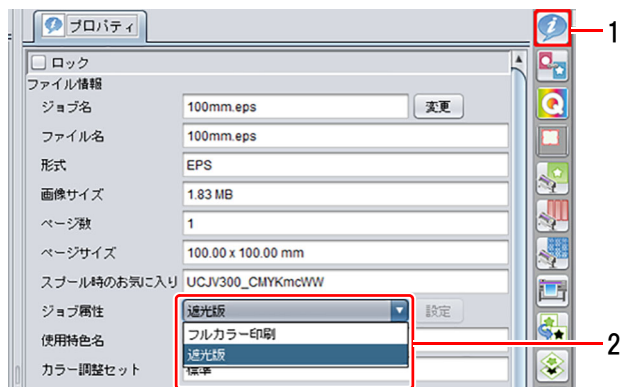 プロパティ
1
ロック
ファイル情報
ジョブ名 100mm.eps 変更
ファイル名 100mm.eps
形式 EPS
画像サイズ 1.83 MB
ページ数 1
ページサイズ 100.00 x 100.00 mm
スプール時のお気に入り UCJV300_CMYKmcWW
ジョブ属性 遮光版 設定
使用特色名 フルカラー印刷
遮光版
2
カラー調整セット 標準